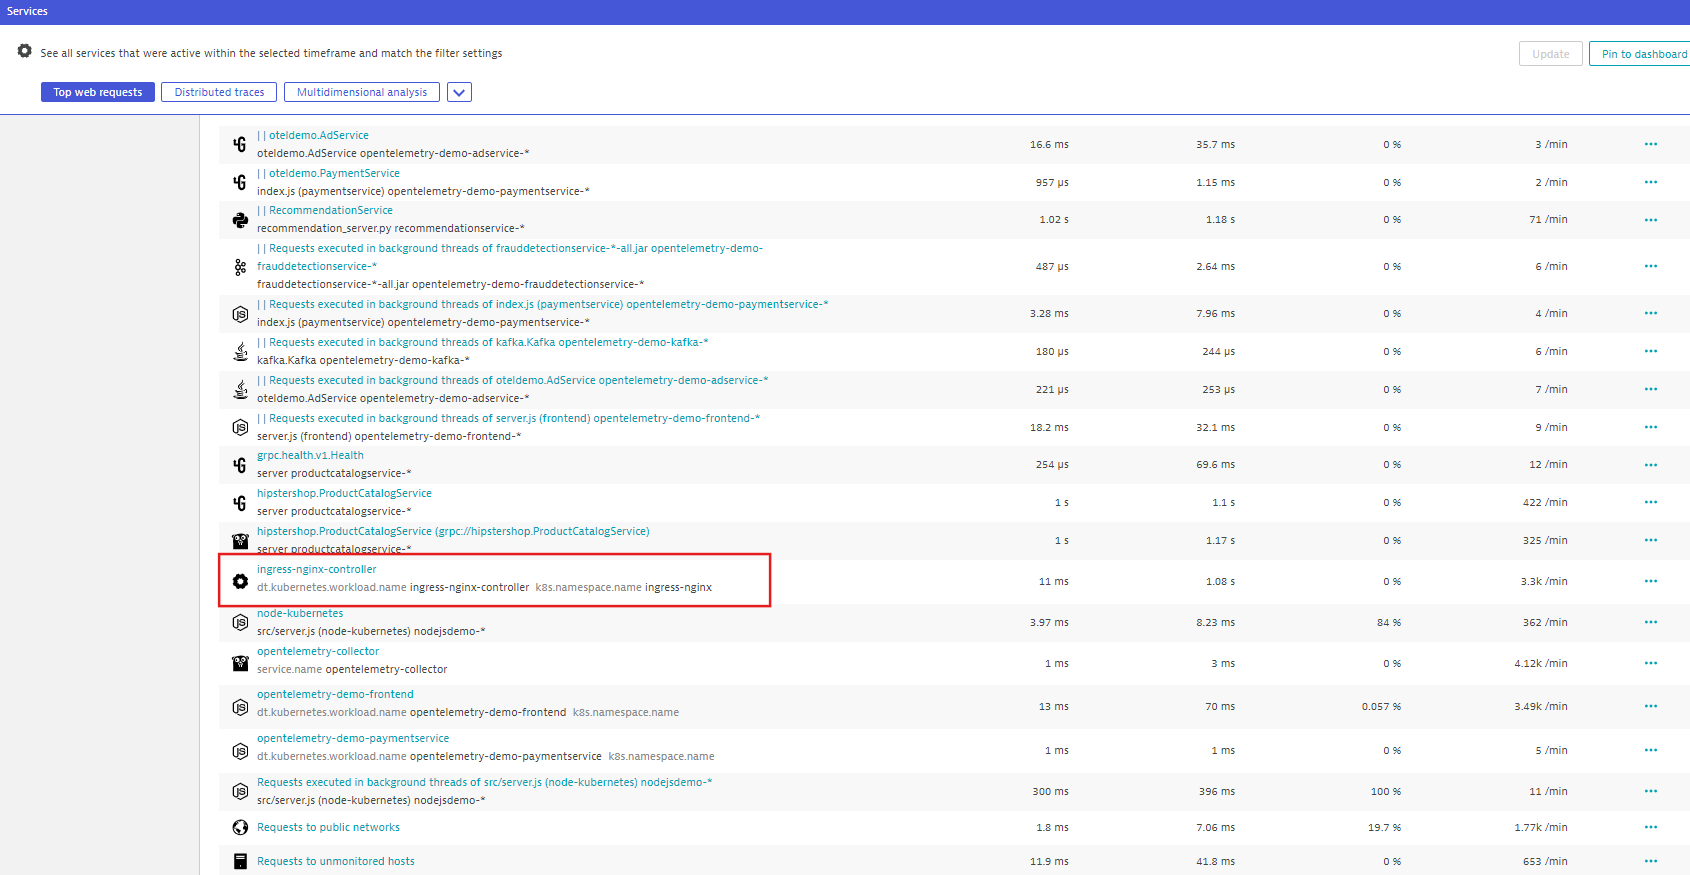 Services
See all services that were active within the selected timeframe and match the filter settings
Update
Pin to dashboard
Top web requests
Distributed traces
Multidimensional analysis
| | oteldemo.AdService
oteldemo.AdService opentelemetry-demo-adservice-*
16.6 ms 35.7 ms 0 % 3 /min
| | oteldemo.PaymentService
index.js (paymentservice) opentelemetry-demo-paymentservice-*
957 µs 1.15 ms 0 % 2 /min
| | RecommendationService
recommendation_server.py recommendationservice-*
1.02 s 1.18 s 0 % 71 /min
| | Requests executed in background threads of frauddetectionservice-*-all.jar opentelemetry-demo-
frauddetectionservice-*
frauddetectionservice-*-all.jar opentelemetry-demo-frauddetectionservice-*
487 µs 2.64 ms 0 % 6 /min
| | Requests executed in background threads of index.js (paymentservice) opentelemetry-demo-paymentservice-*
index.js (paymentservice) opentelemetry-demo-paymentservice-*
3.28 ms 7.96 ms 0 % 4 /min
| | Requests executed in background threads of kafka.Kafka opentelemetry-demo-kafka-*
kafka.Kafka opentelemetry-demo-kafka-*
180 µs 244 µs 0 % 6 /min
| | Requests executed in background threads of oteldemo.AdService opentelemetry-demo-adservice-*
oteldemo.AdService opentelemetry-demo-adservice-*
221 µs 253 µs 0 % 7 /min
| | Requests executed in background threads of server.js (frontend) opentelemetry-demo-frontend-*
server.js (frontend) opentelemetry-demo-frontend-*
18.2 ms 32.1 ms 0 % 9 /min
grpc.health.v1.Health
server productcatalogservice-*
254 µs 69.6 ms 0 % 12 /min
hipstershop.ProductCatalogService
server productcatalogservice-*
1 s 1.1 s 0 % 422 /min
hipstershop.ProductCatalogService (grpc://hipstershop.ProductCatalogService)
server productcatalogservice-*
1 s 1.17 s 0 % 325 /min
ingress-nginx-controller
dt.kubernetes.workload.name ingress-nginx-controller k8s.namespace.name ingress-nginx
11 ms 1.08 s 0 % 3.3k /min
node-kubernetes
src/server.js (node-kubernetes) nodejsdemo-*
3.97 ms 8.23 ms 84 % 362 /min
opentelemetry-collector
service.name opentelemetry-collector
1 ms 3 ms 0 % 4.12k /min
opentelemetry-demo-frontend
dt.kubernetes.workload.name opentelemetry-demo-frontend k8s.namespace.name
13 ms 70 ms 0.057 % 3.49k /min
opentelemetry-demo-paymentservice
dt.kubernetes.workload.name opentelemetry-demo-paymentservice k8s.namespace.name
1 ms 1 ms 0 % 5 /min
Requests executed in background threads of src/server.js (node-kubernetes) nodejsdemo-*
src/server.js (node-kubernetes) nodejsdemo-*
300 ms 396 ms 100 % 11 /min
Requests to public networks
1.8 ms 7.06 ms 19.7 % 1.77k /min
Requests to unmonitored hosts
11.9 ms 41.8 ms 0 % 653 /min